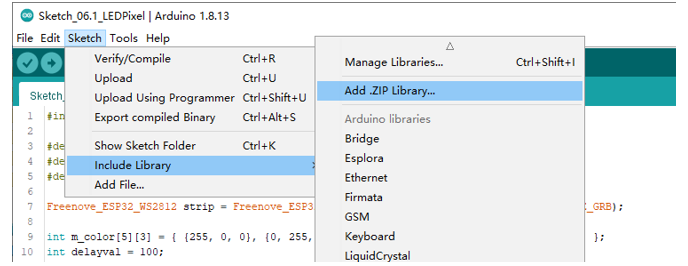 Sketch_06.1_LEDPixel | Arduino 1.8.13
File Edit Sketch Tools Help
Verify/Compile Ctrl+R
Upload Ctrl+U
Upload Using Programmer Ctrl+Shift+U
Export compiled Binary Ctrl+Alt+S
Show Sketch Folder Ctrl+K
Include Library
Add File...
Manage Libraries... Ctrl+Shift+I
Add .ZIP Library...
Arduino libraries
Bridge
Esplora
Ethernet
Firmata
GSM
Keyboard
LiquidCrystal
Sketch_
1 #in
2
3 #de
4 #de
5 #de
6
7 Freenove_ESP32_WS2812 strip = Freenove_ESP3 _GRB);
8
9 int m_color[5][3] = { {255, 0, 0}, {0, 255, };
10 int delayval = 100;